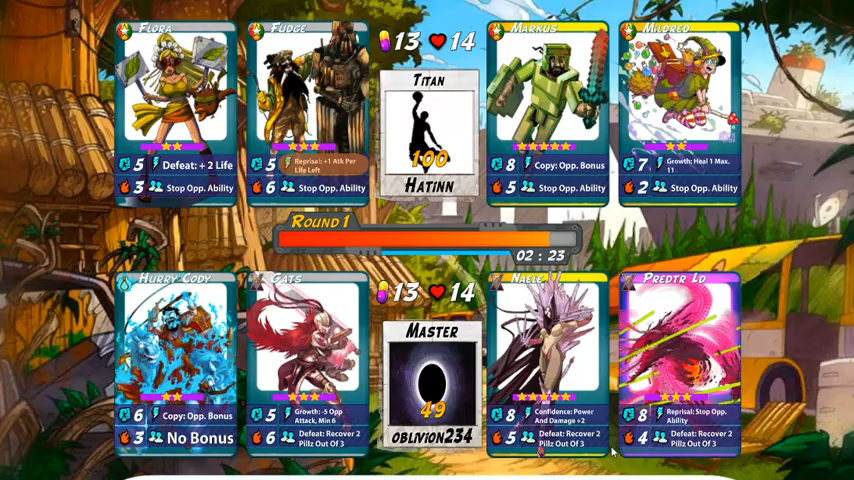 Flora
5 Defeat: +2 Life
3 Stop Opp. Ability
Fudge
5 Reprisal: +1 Atk Per
Life Left
6 Stop Opp. Ability
13 14
Titan
100
Hatinn
Markus
8 Copy: Opp. Bonus
5 Stop Opp. Ability
Mildred
7 Growth: Heal 1 Max.
11
2 Stop Opp. Ability
Round 1
02 : 23
Hurry Cody
6 Copy: Opp. Bonus
3 No Bonus
Gats
5 Growth: -5 Opp
Attack, Min 6
6 Defeat: Recover 2
Pillz Out Of 3
13 14
Master
49
oblivion234
8 Confidence: Power
And Damage +2
5 Defeat: Recover 2
Pillz Out Of 3
Predtr Ld
8 Reprisal: Stop Opp.
Ability
4 Defeat: Recover 2
Pillz Out Of 3